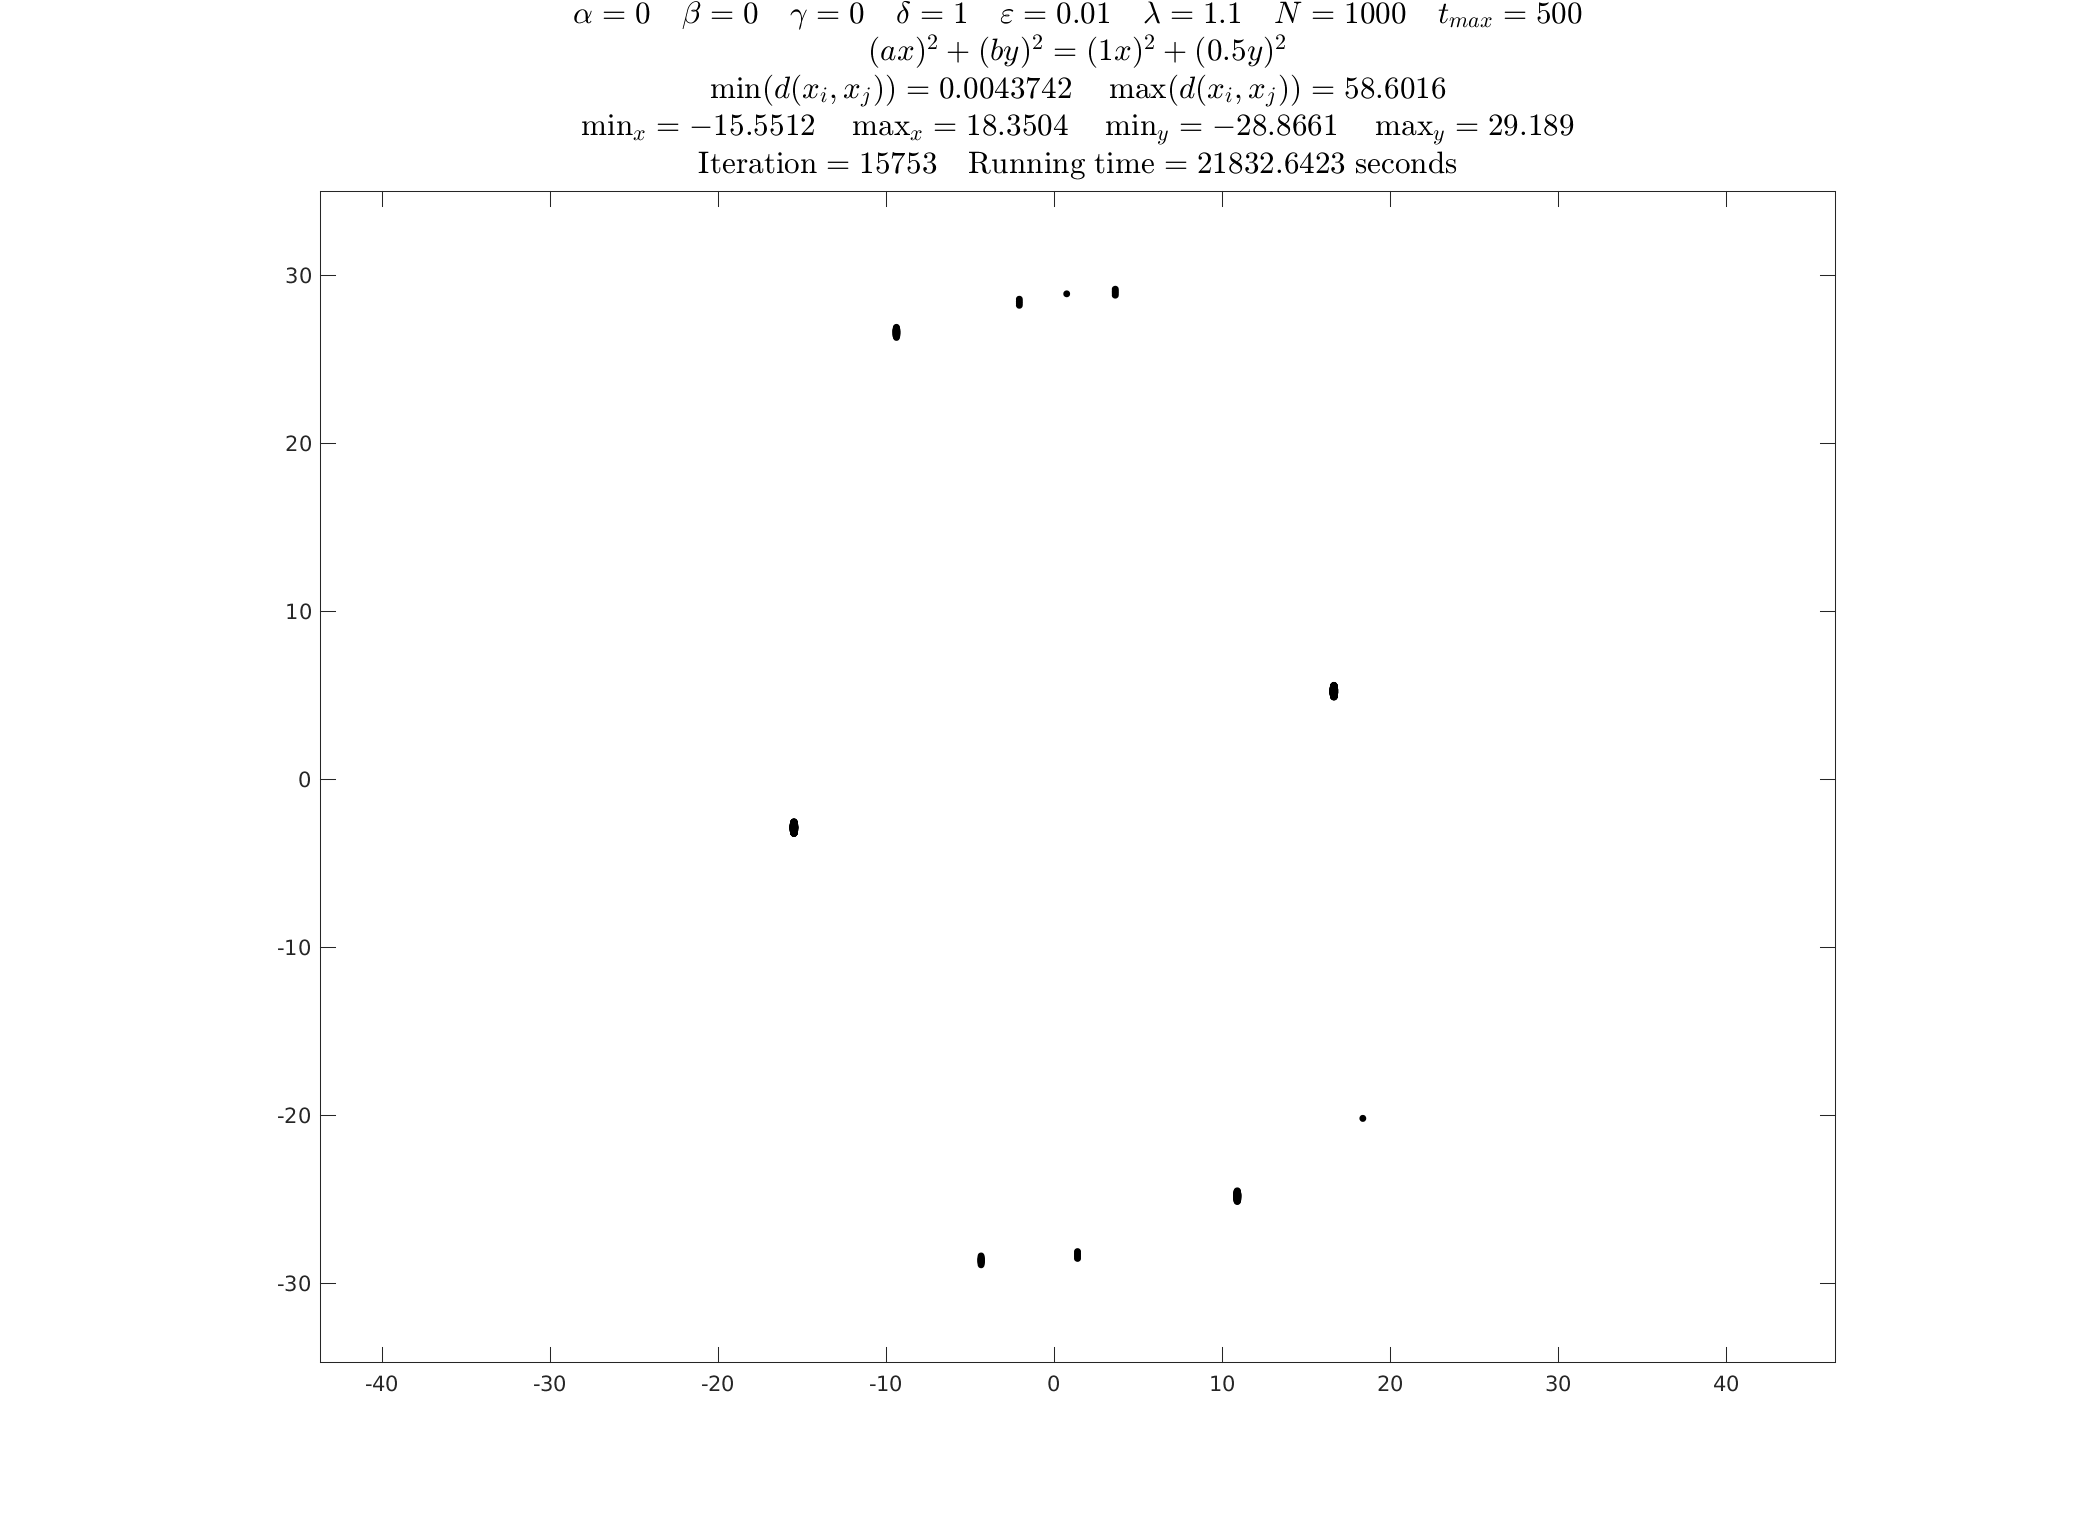 α = 0 β = 0 γ = 0 δ = 1 ε = 0.01 λ = 1.1 N = 1000 t_{max} = 500
(ax)² + (by)² = (1x)² + (0.5y)²
min(d(x_i, x_j)) = 0.0043742 max(d(x_i, x_j)) = 58.6016
min_x = −15.5512 max_x = 18.3504 min_y = −28.8661 max_y = 29.189
Iteration = 15753 Running time = 21832.6423 seconds
30
20
10
0
-10
-20
-30
-40 -30 -20 -10 0 10 20 30 40